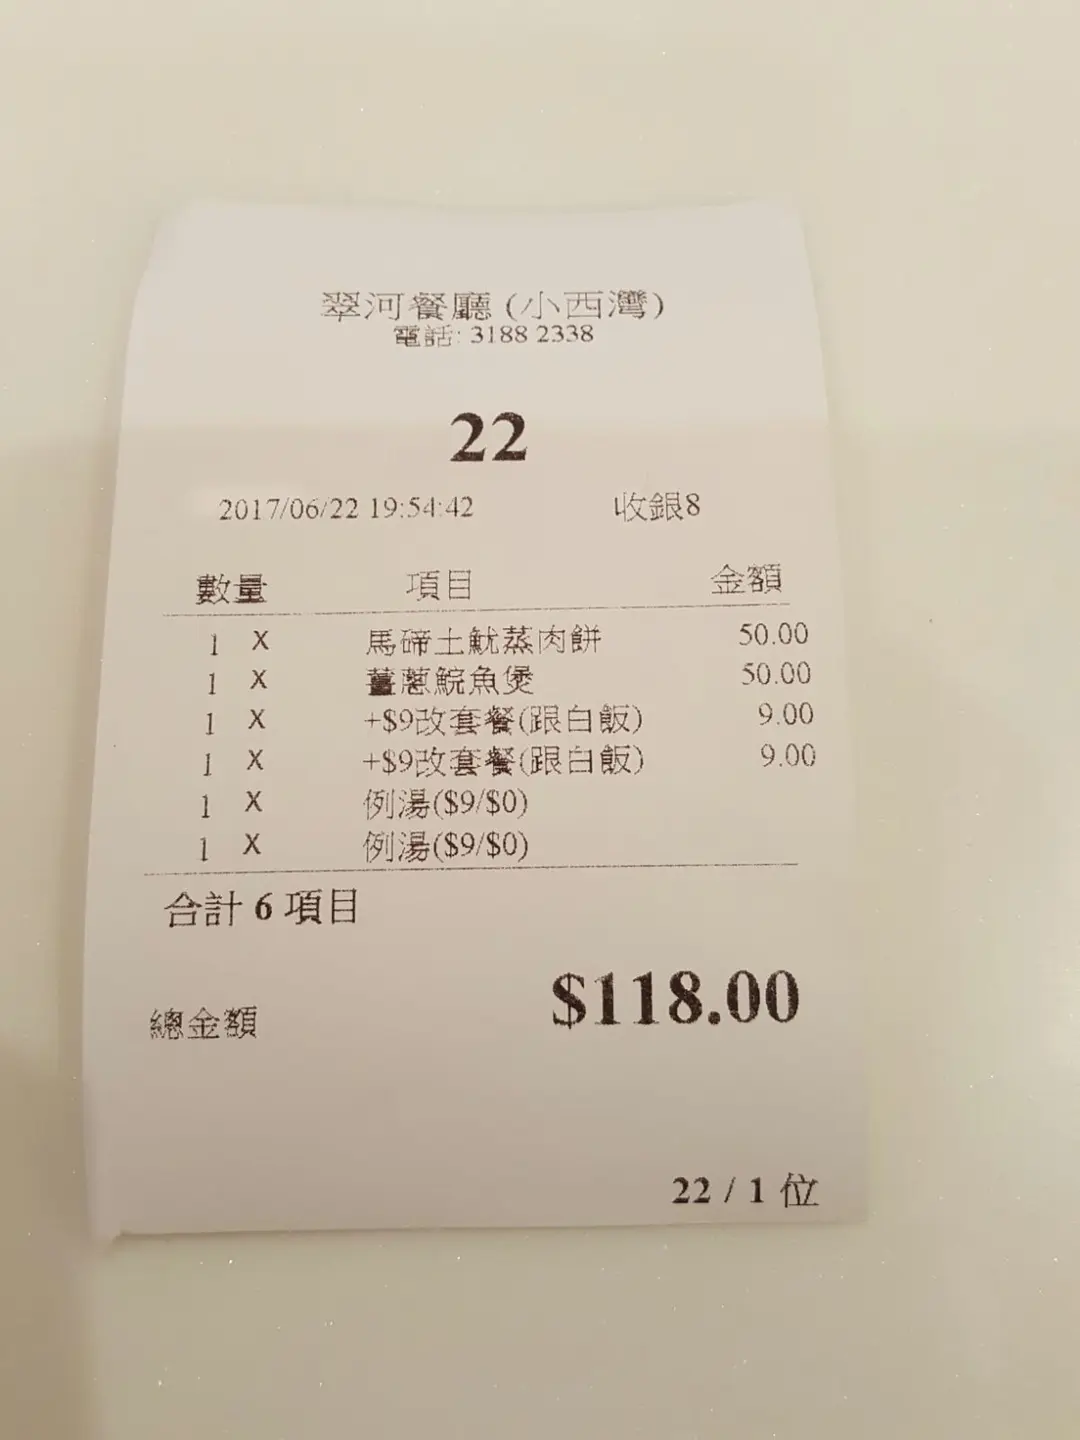 翠河餐廳 (小西灣)
電話: 3188 2338
22
2017/06/22 19:54:42 收銀8
數量 項目 金額
1 X 馬碲土魷蒸肉餅 50.00
1 X 薑蔥鯇魚煲 50.00
1 X +$9改套餐(跟白飯) 9.00
1 X +$9改套餐(跟白飯) 9.00
1 X 例湯($9/$0)
1 X 例湯($9/$0)
合計 6 項目
總金額 $118.00
22 / 1 位